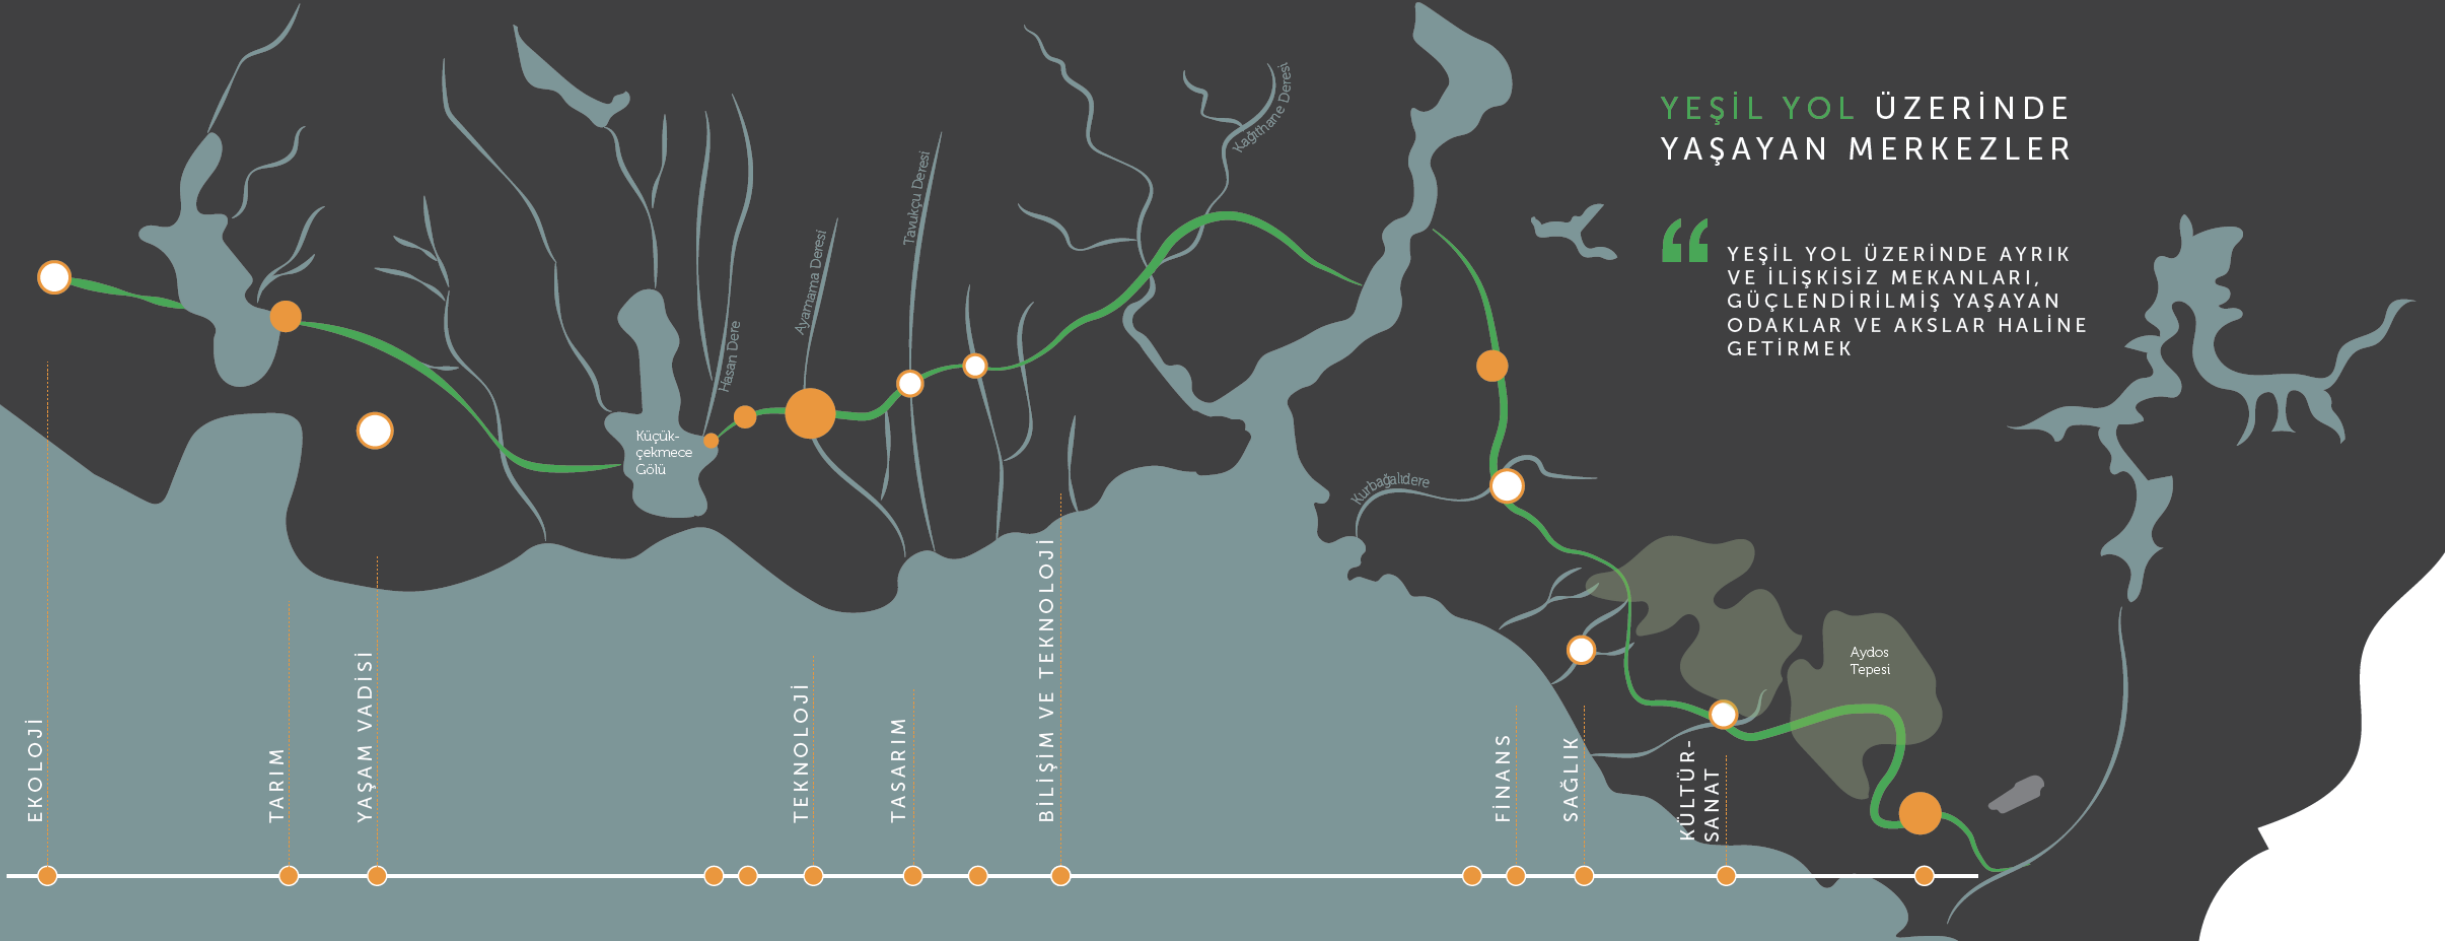 YEŞİL YOL ÜZERİNDE
YAŞAYAN MERKEZLER
“
YEŞİL YOL ÜZERİNDE AYRIK
VE İLİŞKİSİZ MEKANLARI,
GÜÇLENDİRİLMİŞ YAŞAYAN
ODAKLAR VE AKSLAR HALİNE
GETİRMEK
Kağıthane Deresi
Tavukçu Deresi
Ayamama Deresi
Hasan Dere
Küçük-
çekmece
Gölü
Kurbağalıdere
Aydos
Tepesi
EKOLOJİ
TARIM
YAŞAM VADİSİ
TEKNOLOJİ
TASARIM
BİLİŞİM VE TEKNOLOJİ
FİNANS
SAĞLIK
KÜLTÜR-
SANAT